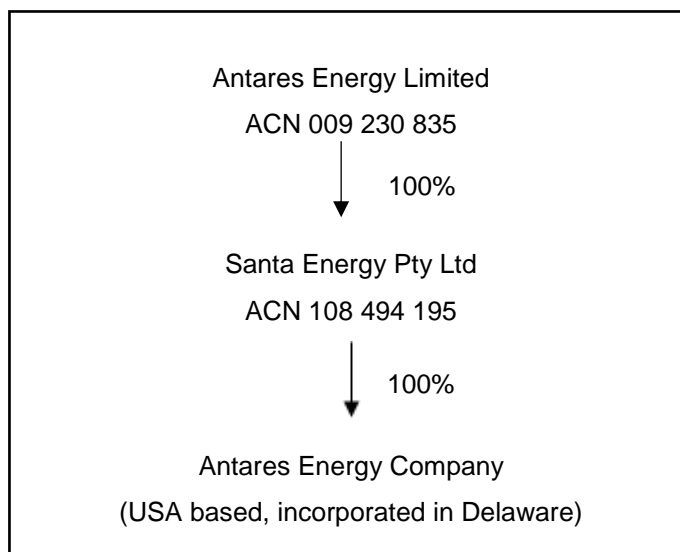 Antares Energy Limited
ACN 009 230 835
100%
Santa Energy Pty Ltd
ACN 108 494 195
100%
Antares Energy Company
(USA based, incorporated in Delaware)